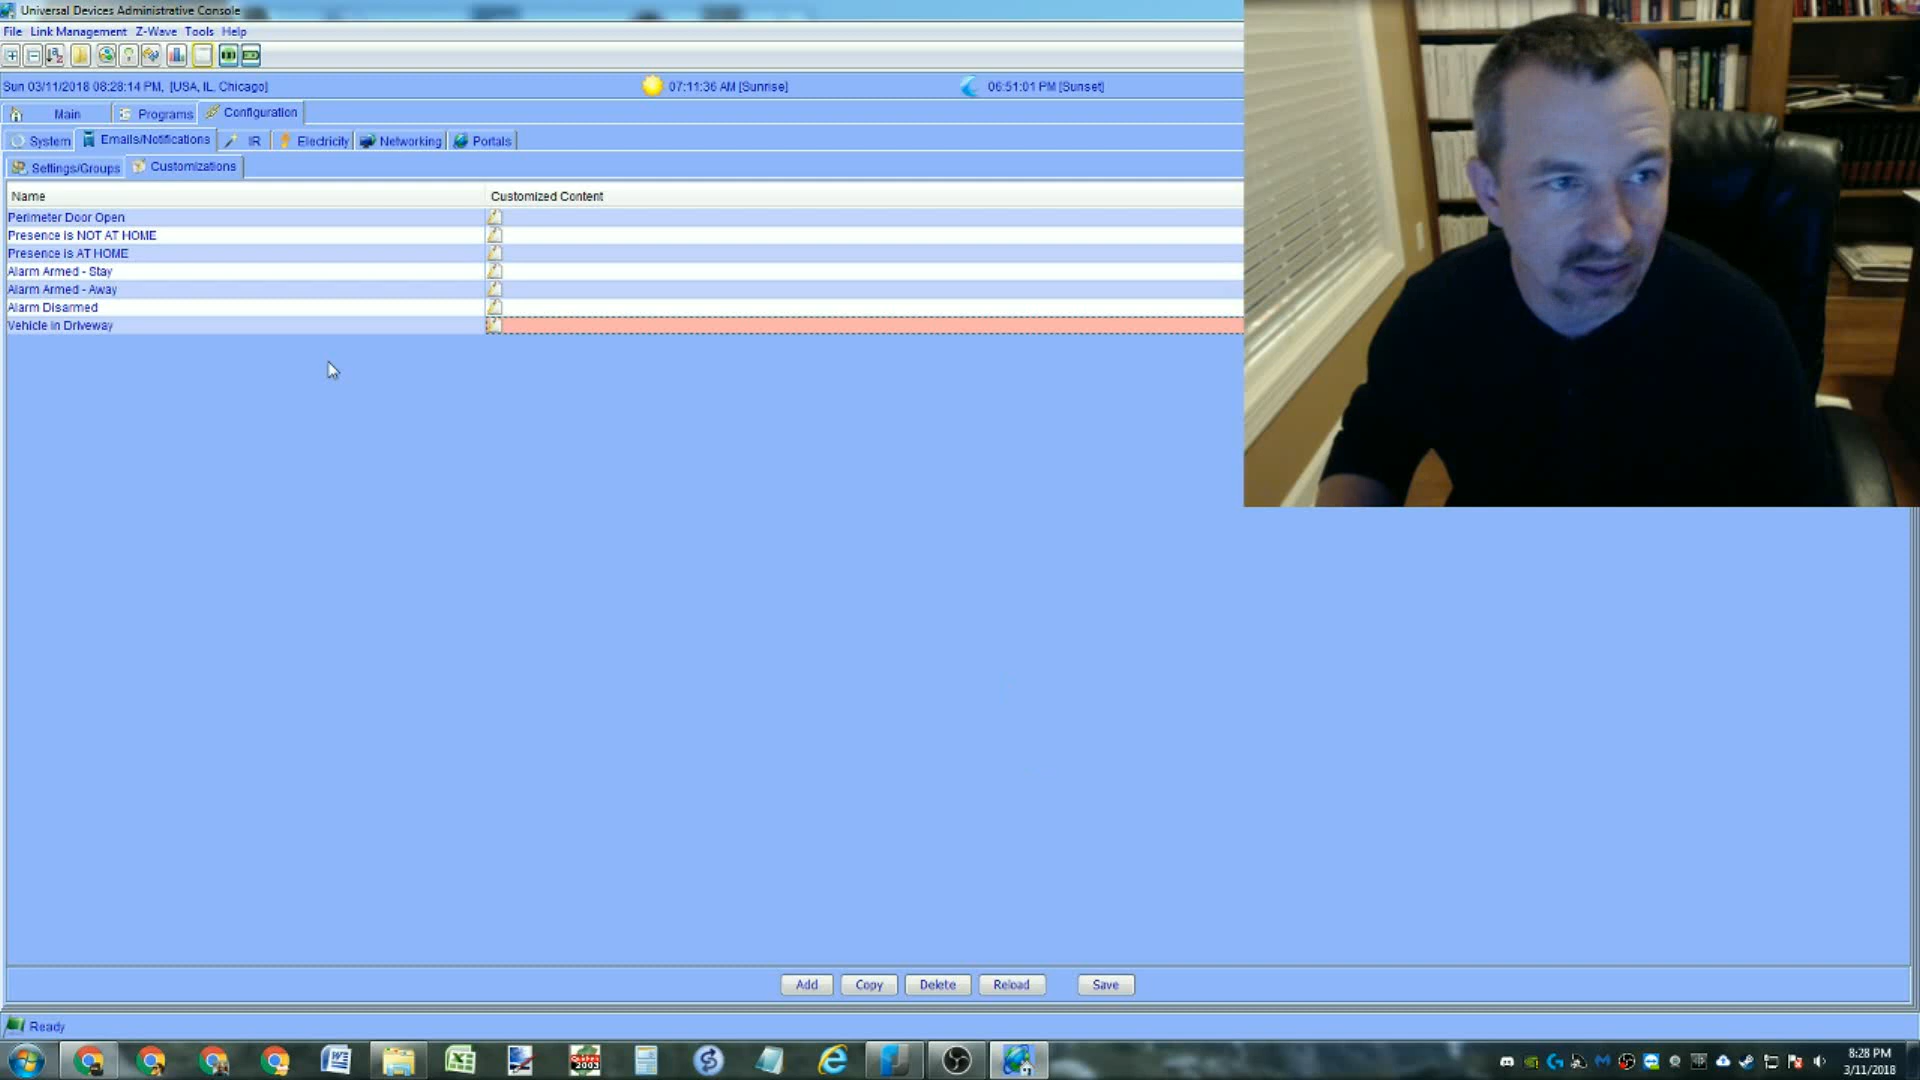 Universal Devices Administrative Console
File Link Management Z-Wave Tools Help
Sun 03/11/2018 08:28:14 PM, [USA, IL, Chicago]
07:11:36 AM [Sunrise]
06:51:01 PM [Sunset]
Main Programs Configuration
System Emails/Notifications IR Electricity Networking Portals
Settings/Groups Customizations
Name Customized Content
Perimeter Door Open
Presence is NOT AT HOME
Presence is AT HOME
Alarm Armed - Stay
Alarm Armed - Away
Alarm Disarmed
Vehicle in Driveway
Add Copy Delete Reload Save
Ready
8:28 PM
3/11/2018